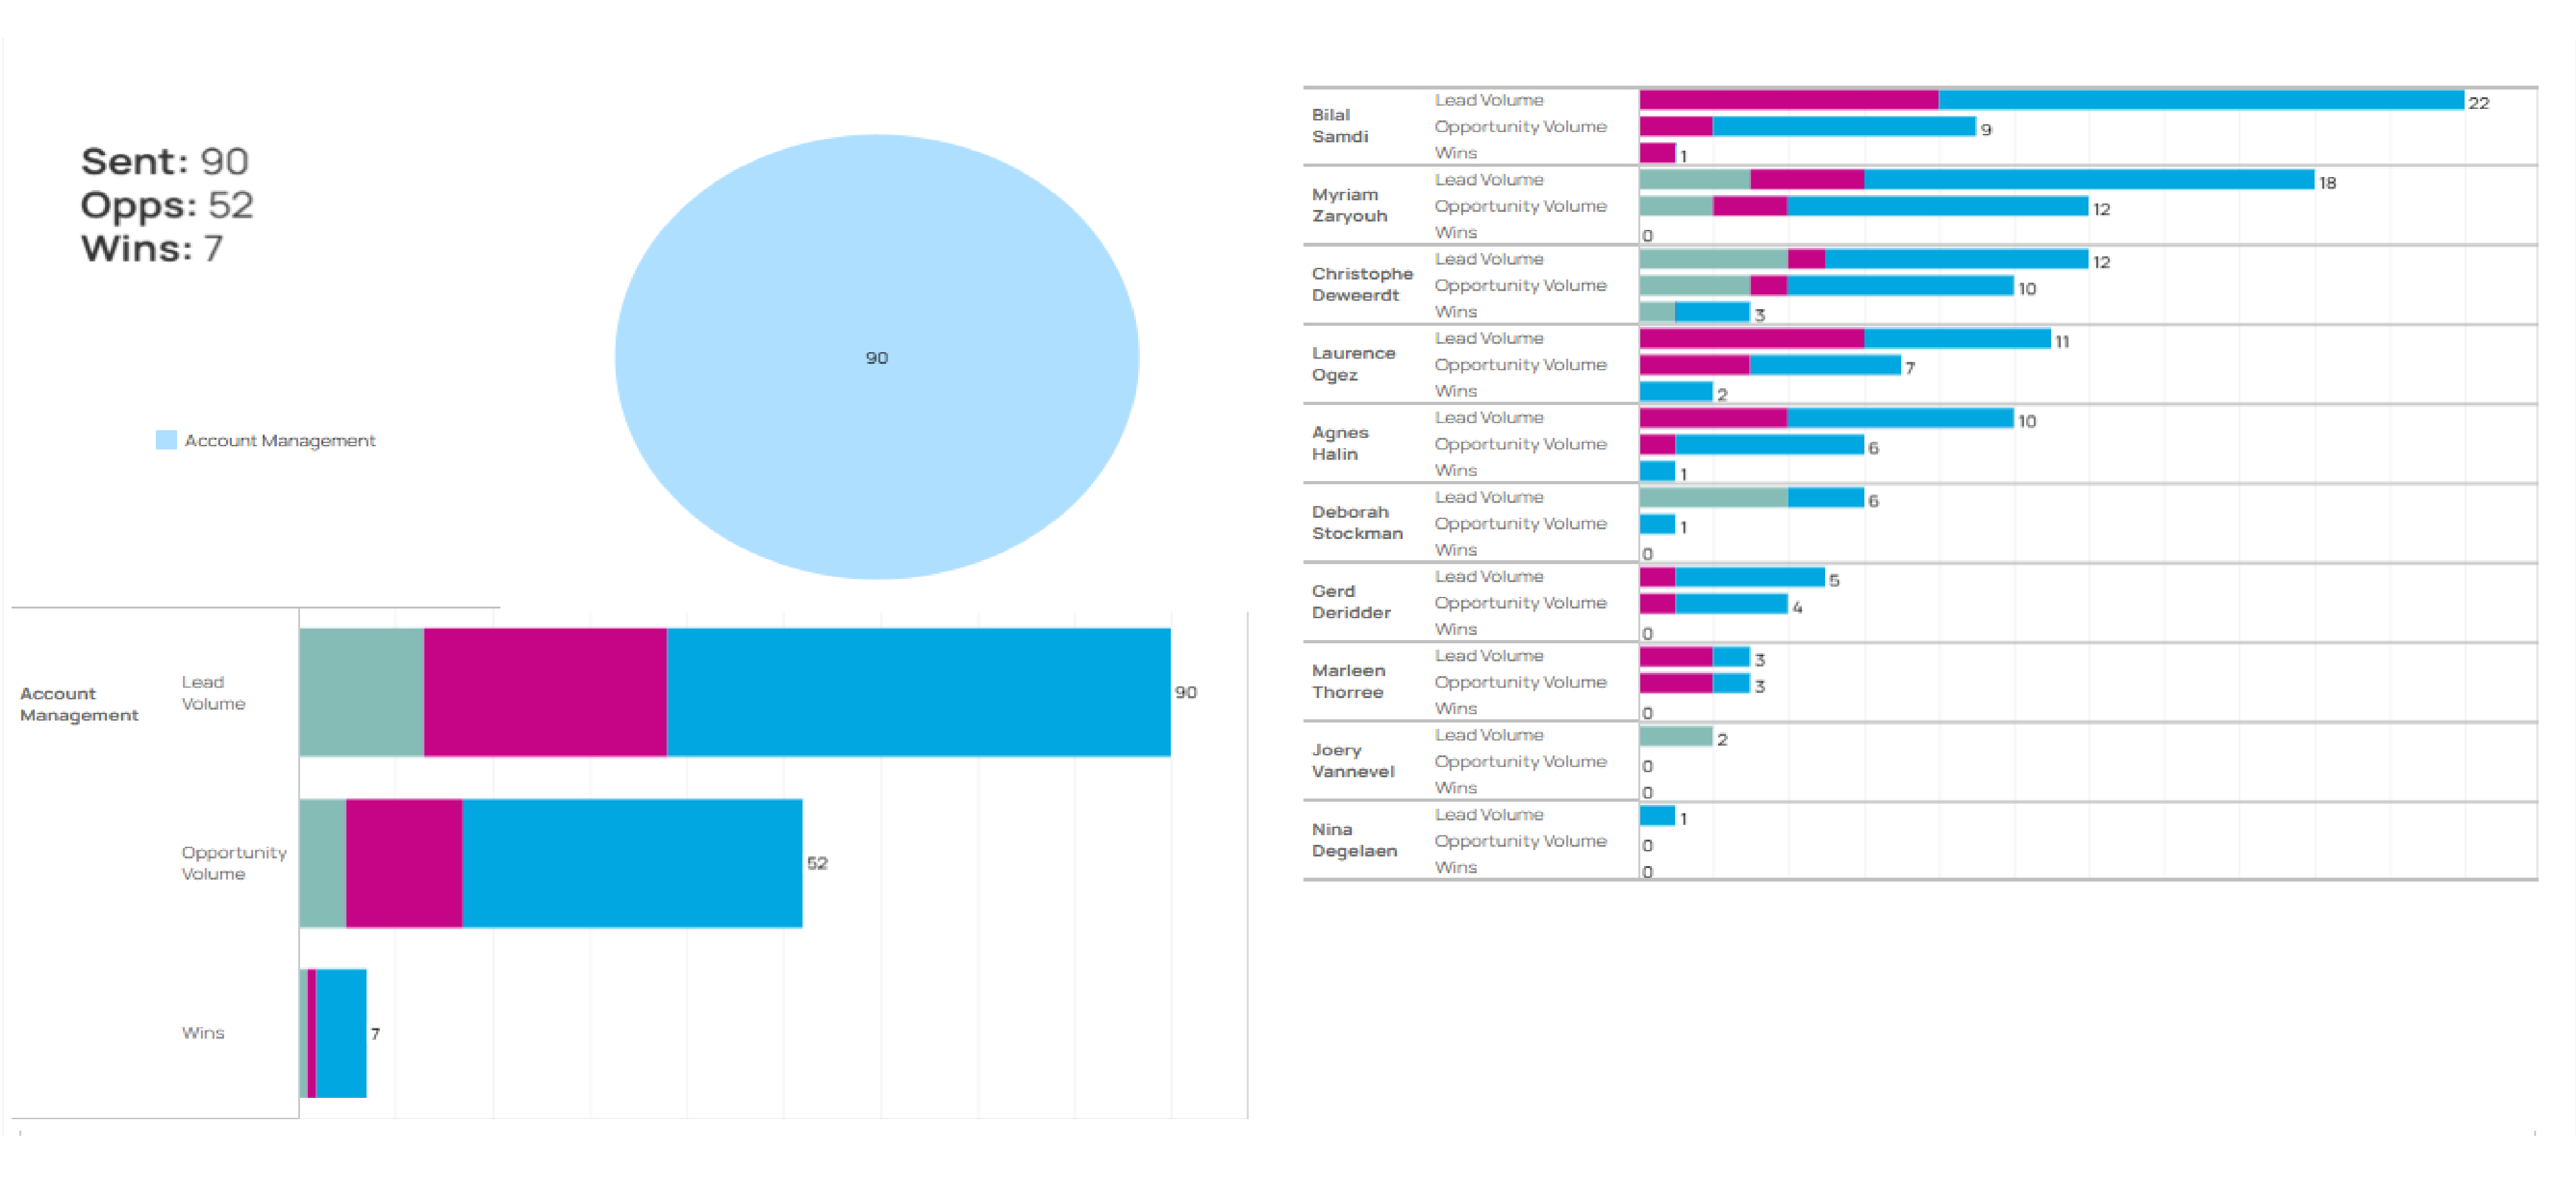 Sent: 90
Opps: 52
Wins: 7
90
Account Management
Account
Management
Lead
Volume
90
Opportunity
Volume
52
Wins
7
Bilal
Samdi
Lead Volume
22
Opportunity Volume
9
Wins
1
Myriam
Zaryouh
Lead Volume
18
Opportunity Volume
12
Wins
0
Christophe
Deweerdt
Lead Volume
12
Opportunity Volume
10
Wins
3
Laurence
Ogez
Lead Volume
11
Opportunity Volume
7
Wins
2
Agnes
Halin
Lead Volume
10
Opportunity Volume
6
Wins
1
Deborah
Stockman
Lead Volume
6
Opportunity Volume
1
Wins
0
Gerd
Deridder
Lead Volume
5
Opportunity Volume
4
Wins
0
Marleen
Thorree
Lead Volume
3
Opportunity Volume
3
Wins
0
Joery
Vannevel
Lead Volume
2
Opportunity Volume
0
Wins
0
Nina
Degelaen
Lead Volume
1
Opportunity Volume
0
Wins
0